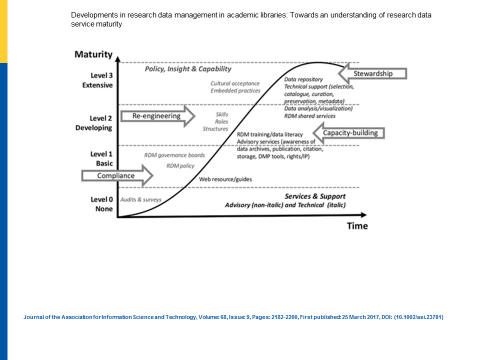 Developments in research data management in academic libraries: Towards an understanding of research data
service maturity
Maturity
Policy, Insight & Capability
Level 3
Extensive
Cultural acceptance
Embedded practices
Data repository
Technical support (selection,
catalogue, curation,
preservation, metadata)
Stewardship
Data analysis/visualization)
RDM shared services
Level 2
Developing
Re-engineering
Skills
Roles
Structures
RDM training/data literacy
Advisory services (awareness of
data archives, publication, citation,
storage, DMP tools, rights/IP)
Capacity-building
Level 1
Basic
RDM governance boards
RDM policy
Compliance
Web resource/guides
Level 0
None
Audits & surveys
Services & Support
Advisory (non-italic) and Technical (italic)
Time
Journal of the Association for Information Science and Technology, Volume: 68, Issue: 9, Pages: 2182-2200, First published: 25 March 2017, DOI: (10.1002/asi.23781)